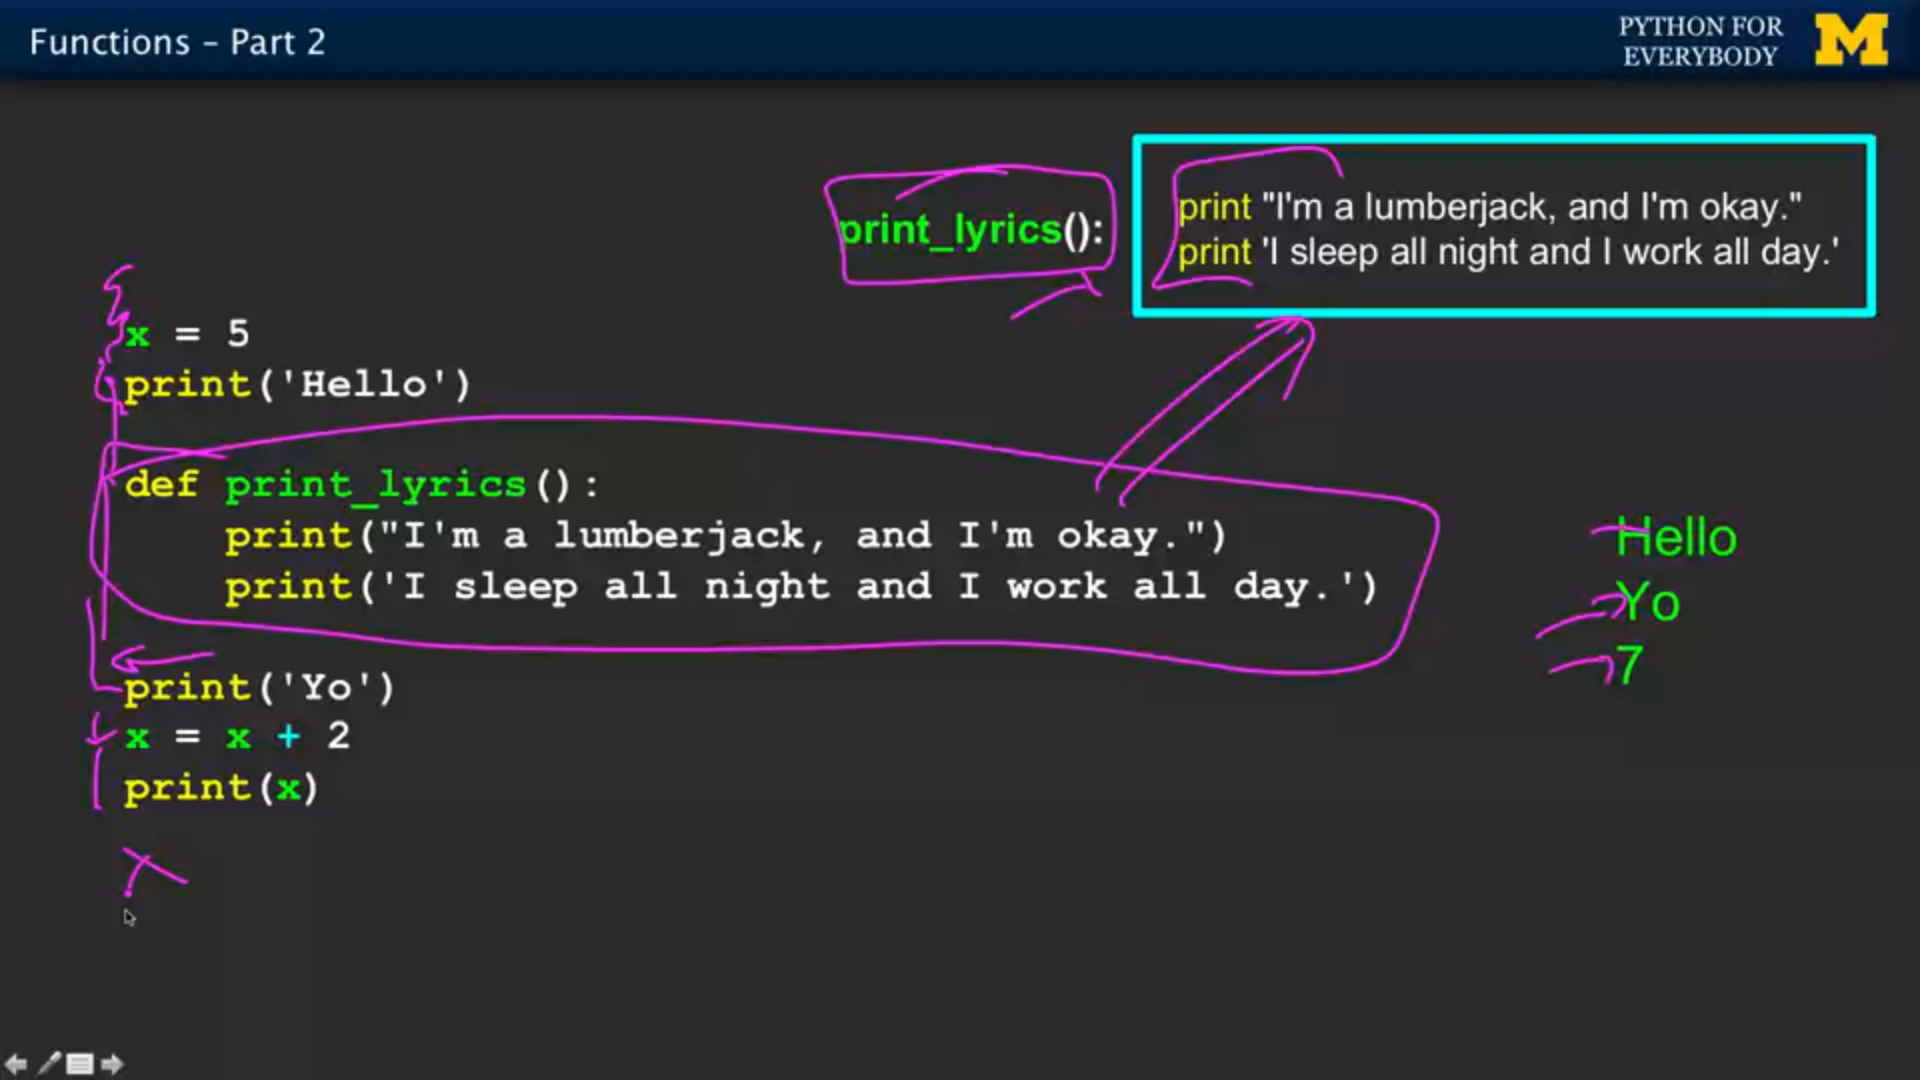 Functions – Part 2
PYTHON FOR
EVERYBODY
M
print_lyrics():
print "I'm a lumberjack, and I'm okay."
print 'I sleep all night and I work all day.'
x = 5
print('Hello')
def print_lyrics():
    print("I'm a lumberjack, and I'm okay.")
    print('I sleep all night and I work all day.')
print('Yo')
x = x + 2
print(x)
Hello
Yo
7